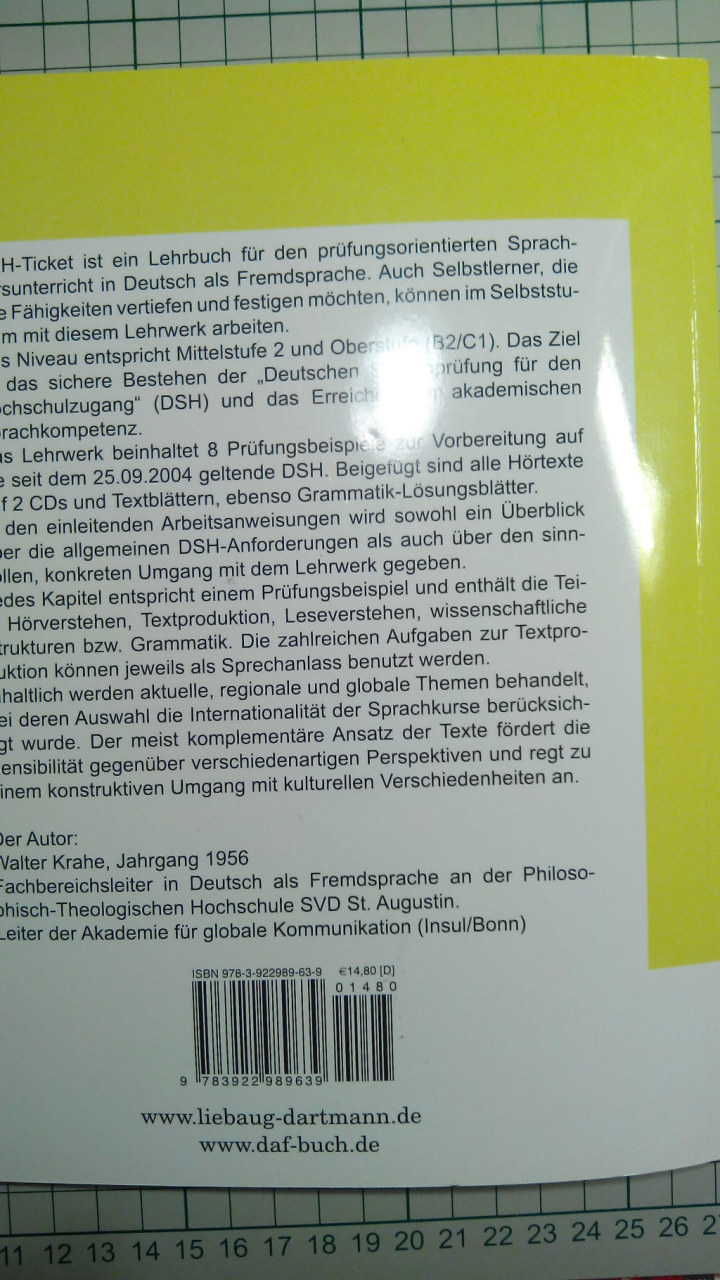 H-Ticket ist ein Lehrbuch für den prüfungsorientierten Sprach-
rsunterricht in Deutsch als Fremdsprache. Auch Selbstlerner, die
e Fähigkeiten vertiefen und festigen möchten, können im Selbststu-
m mit diesem Lehrwerk arbeiten.
s Niveau entspricht Mittelstufe 2 und Oberstufe (B2/C1). Das Ziel
das sichere Bestehen der „Deutschen prüfung für den
chschulzugang“ (DSH) und das akademischen
rachkompetenz.
as Lehrwerk beinhaltet 8 Prüfungsbeispiele zur Vorbereitung auf
e seit dem 25.09.2004 geltende DSH. Beigefügt sind alle Hörtexte
f 2 CDs und Textblättern, ebenso Grammatik-Lösungsblätter.
den einleitenden Arbeitsanweisungen wird sowohl ein Überblick
er die allgemeinen DSH-Anforderungen als auch über den sinn-
ollen, konkreten Umgang mit dem Lehrwerk gegeben.
edes Kapitel entspricht einem Prüfungsbeispiel und enthält die Tei-
Hörverstehen, Textproduktion, Leseverstehen, wissenschaftliche
trukturen bzw. Grammatik. Die zahlreichen Aufgaben zur Textpro-
uktion können jeweils als Sprechanlass benutzt werden.
haltlich werden aktuelle, regionale und globale Themen behandelt,
ei deren Auswahl die Internationalität der Sprachkurse berücksich-
gt wurde. Der meist komplementäre Ansatz der Texte fördert die
ensibilität gegenüber verschiedenartigen Perspektiven und regt zu
inem konstruktiven Umgang mit kulturellen Verschiedenheiten an.
Der Autor:
Walter Krahe, Jahrgang 1956
Fachbereichsleiter in Deutsch als Fremdsprache an der Philoso-
phisch-Theologischen Hochschule SVD St. Augustin.
Leiter der Akademie für globale Kommunikation (Insul/Bonn)
ISBN 978-3-922989-63-9 €14,80 [D]
01480
9 783922 989639
www.liebaug-dartmann.de
www.daf-buch.de
11 12 13 14 15 16 17 18 19 20 21 22 23 24 25 26 2